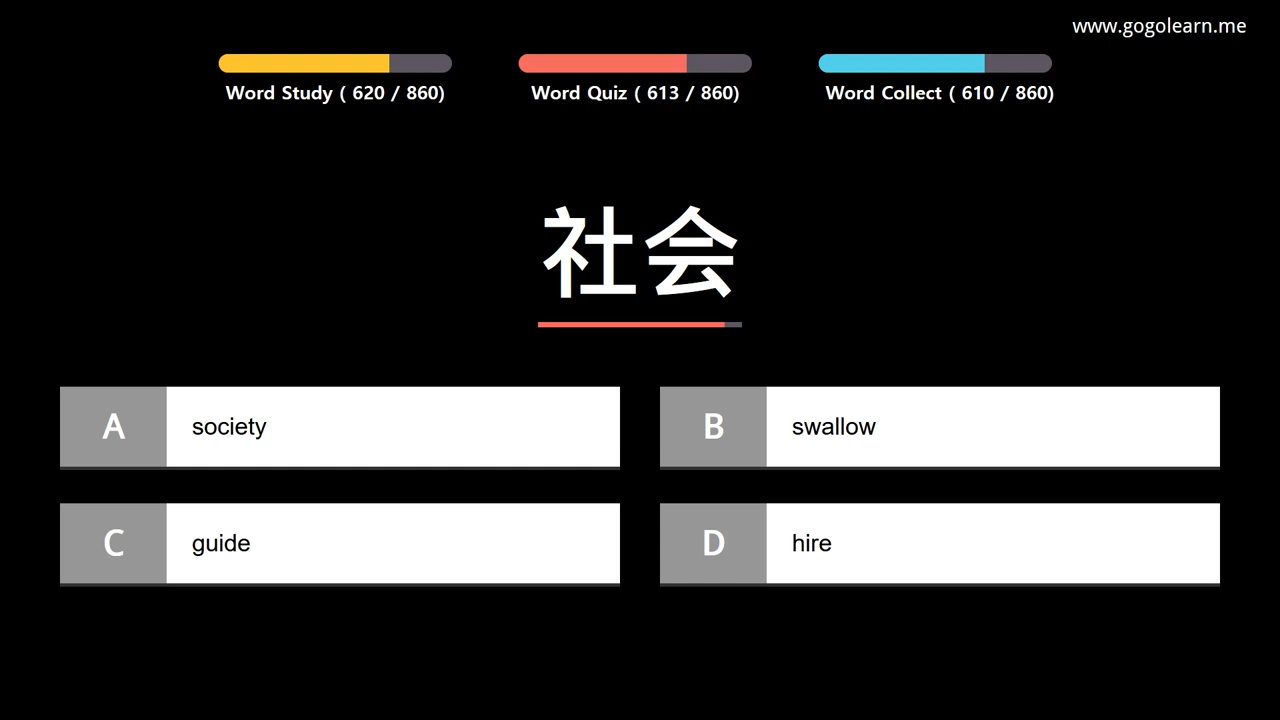 www.gogolearn.me
Word Study ( 620 / 860)
Word Quiz ( 613 / 860)
Word Collect ( 610 / 860)
社会
A society
B swallow
C guide
D hire